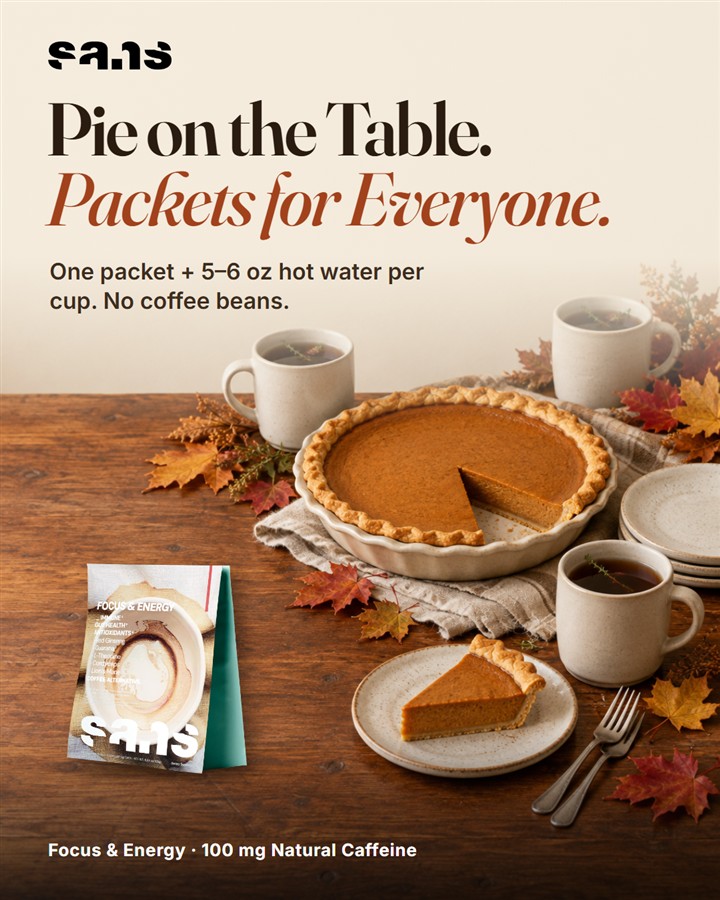 sans
Pie on the Table.
Packets for Everyone.
One packet + 5–6 oz hot water per
cup. No coffee beans.
FOCUS & ENERGY
sans
Focus & Energy · 100 mg Natural Caffeine